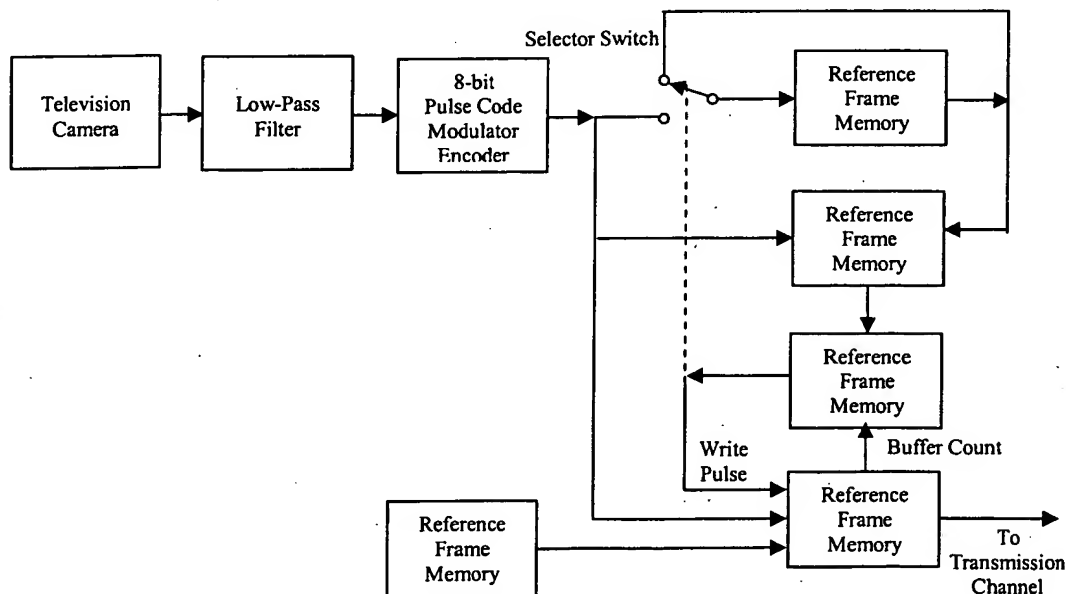 Selector Switch
Television
Camera
Low-Pass
Filter
8-bit
Pulse Code
Modulator
Encoder
Reference
Frame
Memory
Reference
Frame
Memory
Reference
Frame
Memory
Buffer Count
Write
Pulse
Reference
Frame
Memory
Reference
Frame
Memory
To
Transmission
Channel